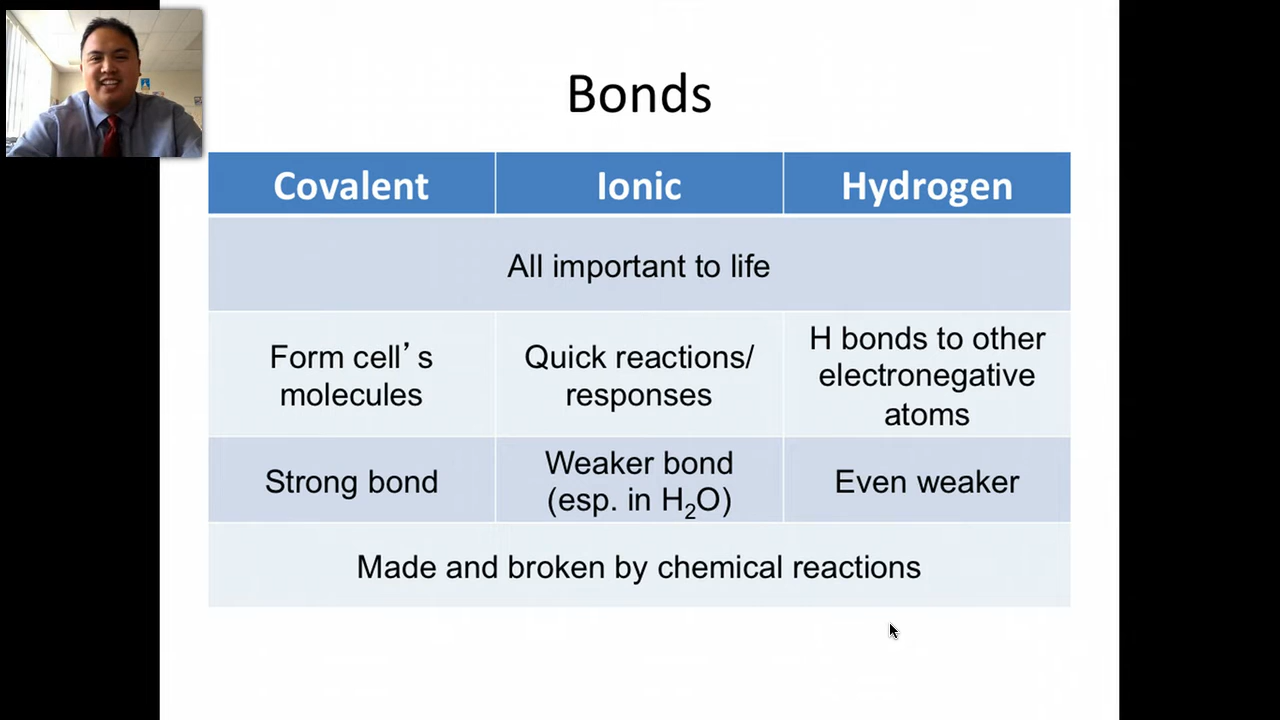 Bonds
Covalent Ionic Hydrogen
All important to life
Form cell’s
molecules
Quick reactions/
responses
H bonds to other
electronegative
atoms
Strong bond
Weaker bond
(esp. in H₂O)
Even weaker
Made and broken by chemical reactions